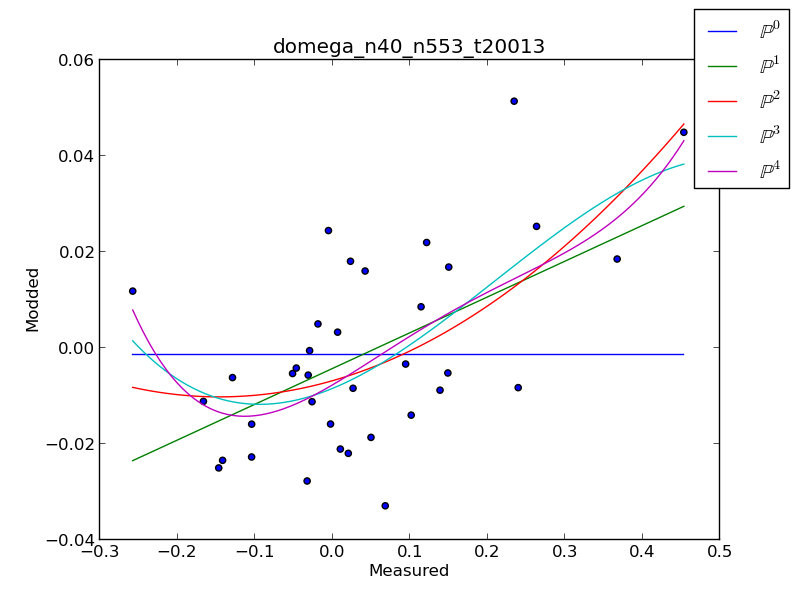 domega_n40_n553_t20013
ℙ⁰
ℙ¹
ℙ²
ℙ³
ℙ⁴
0.06
0.04
0.02
0.00
−0.02
−0.04
Modded
−0.3 −0.2 −0.1 0.0 0.1 0.2 0.3 0.4 0.5
Measured